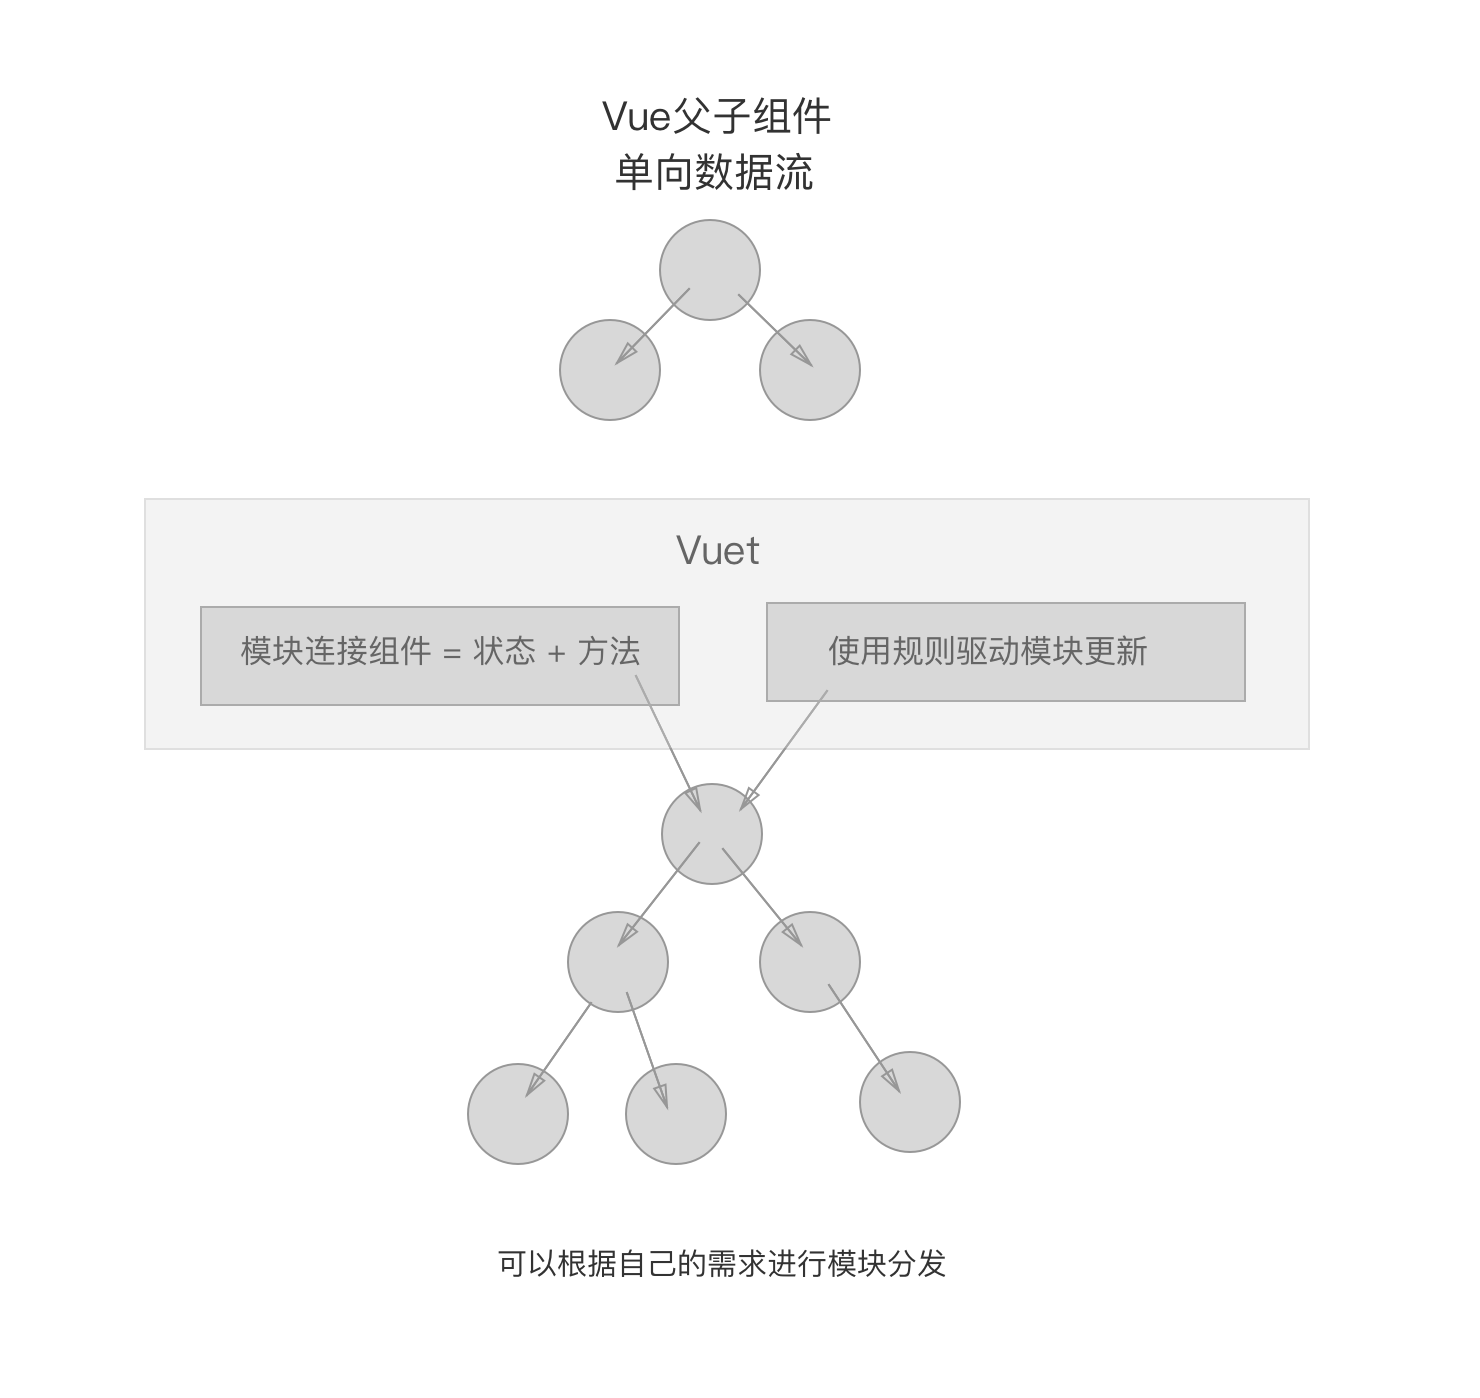 Vue父子组件
单向数据流
Vuet
模块连接组件 = 状态 + 方法
使用规则驱动模块更新
可以根据自己的需求进行模块分发